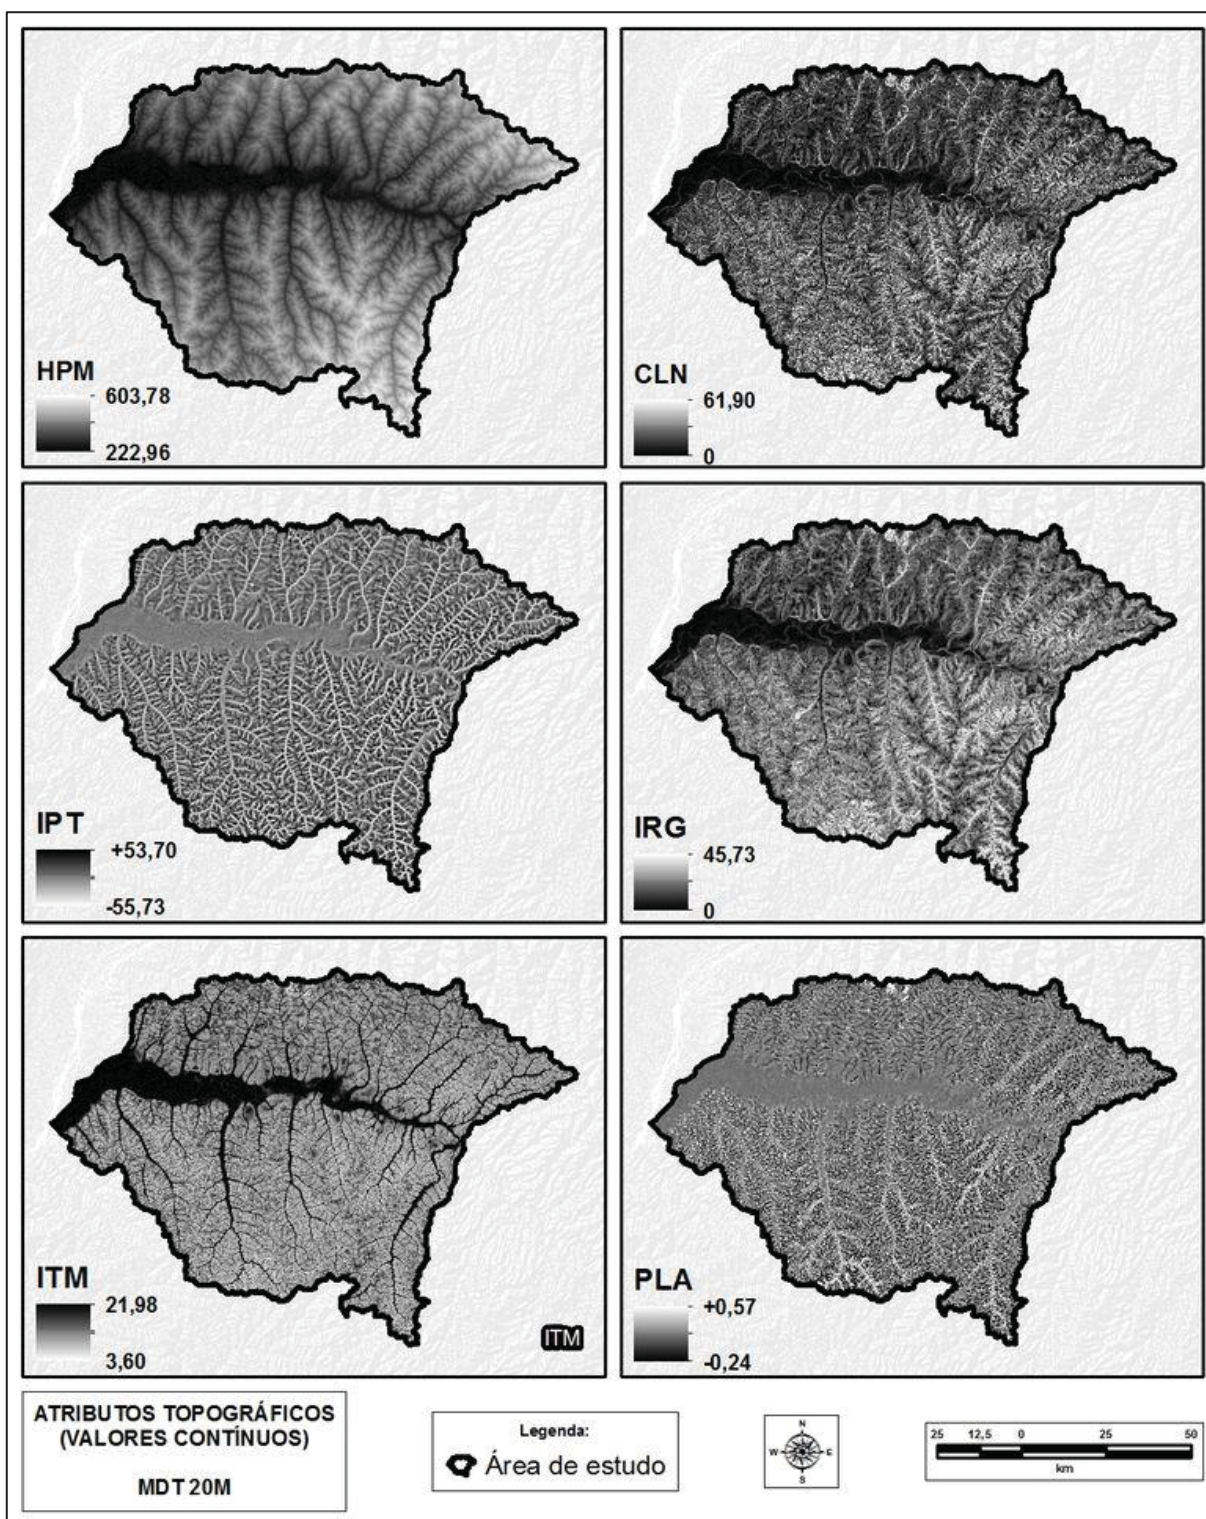 HPM
603,78
222,96
CLN
61,90
0
IPT
+53,70
-55,73
IRG
45,73
0
ITM
21,98
3,60
ITM
PLA
+0,57
-0,24
ATRIBUTOS TOPOGRÁFICOS
(VALORES CONTÍNUOS)
MDT 20M
Legenda:
Área de estudo
N
W E
S
25 12,5 0 25 50
km